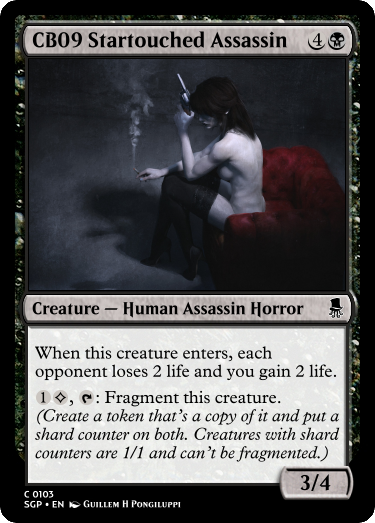 CB09 Startouched Assassin 4
Creature — Human Assassin Horror
When this creature enters, each
opponent loses 2 life and you gain 2 life.
1, : Fragment this creature.
(Create a token that's a copy of it and put a
shard counter on both. Creatures with shard
counters are 1/1 and can't be fragmented.)
3/4
C 0103
SGP • EN Guillem H Pongiluppi